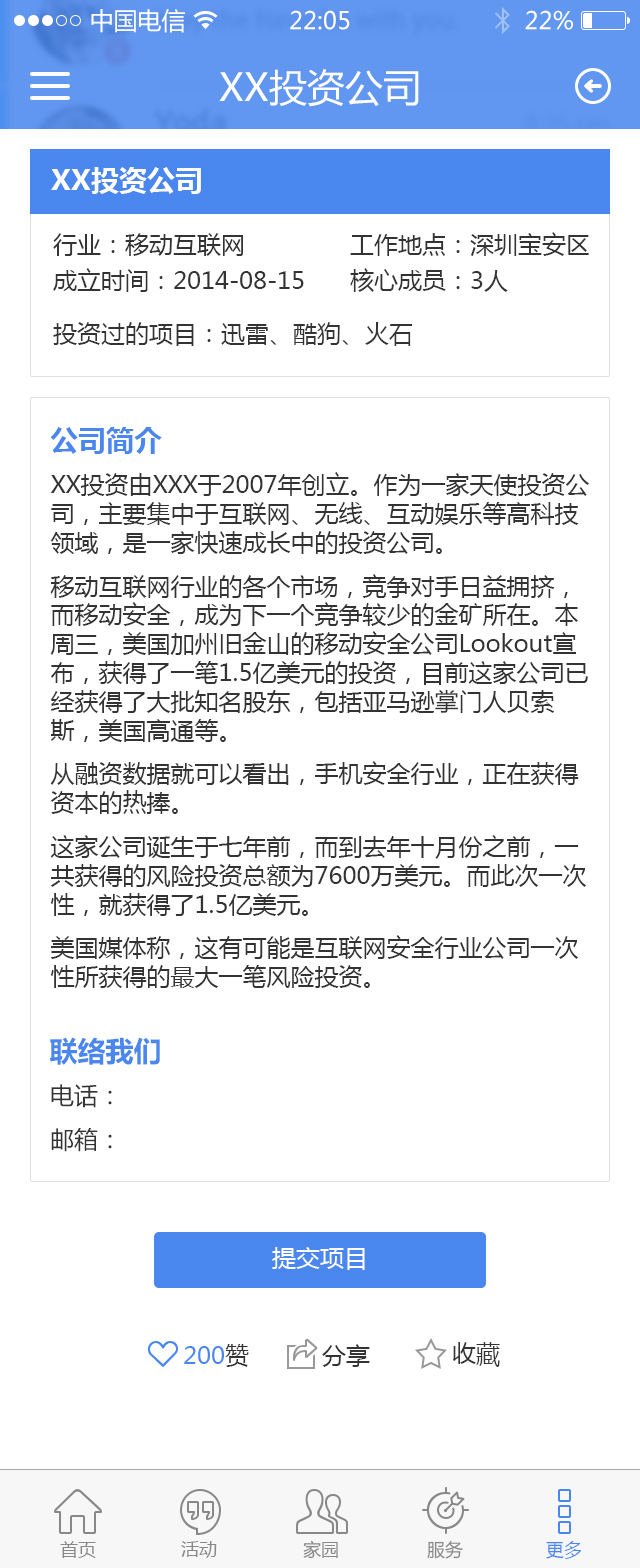 中国电信 22:05 22%
XX投资公司
XX投资公司
行业：移动互联网 工作地点：深圳宝安区
成立时间：2014-08-15 核心成员：3人
投资过的项目：迅雷、酷狗、火石
公司简介
XX投资由XXX于2007年创立。作为一家天使投资公
司，主要集中于互联网、无线、互动娱乐等高科技
领域，是一家快速成长中的投资公司。
移动互联网行业的各个市场，竞争对手日益拥挤，
而移动安全，成为下一个竞争较少的金矿所在。本
周三，美国加州旧金山的移动安全公司Lookout宣
布，获得了一笔1.5亿美元的投资，目前这家公司已
经获得了大批知名股东，包括亚马逊掌门人贝索
斯，美国高通等。
从融资数据就可以看出，手机安全行业，正在获得
资本的热捧。
这家公司诞生于七年前，而到去年十月份之前，一
共获得的风险投资总额为7600万美元。而此次一次
性，就获得了1.5亿美元。
美国媒体称，这有可能是互联网安全行业公司一次
性所获得的最大一笔风险投资。
联络我们
电话：
邮箱：
提交项目
200赞 分享 收藏
首页 活动 家园 服务 更多